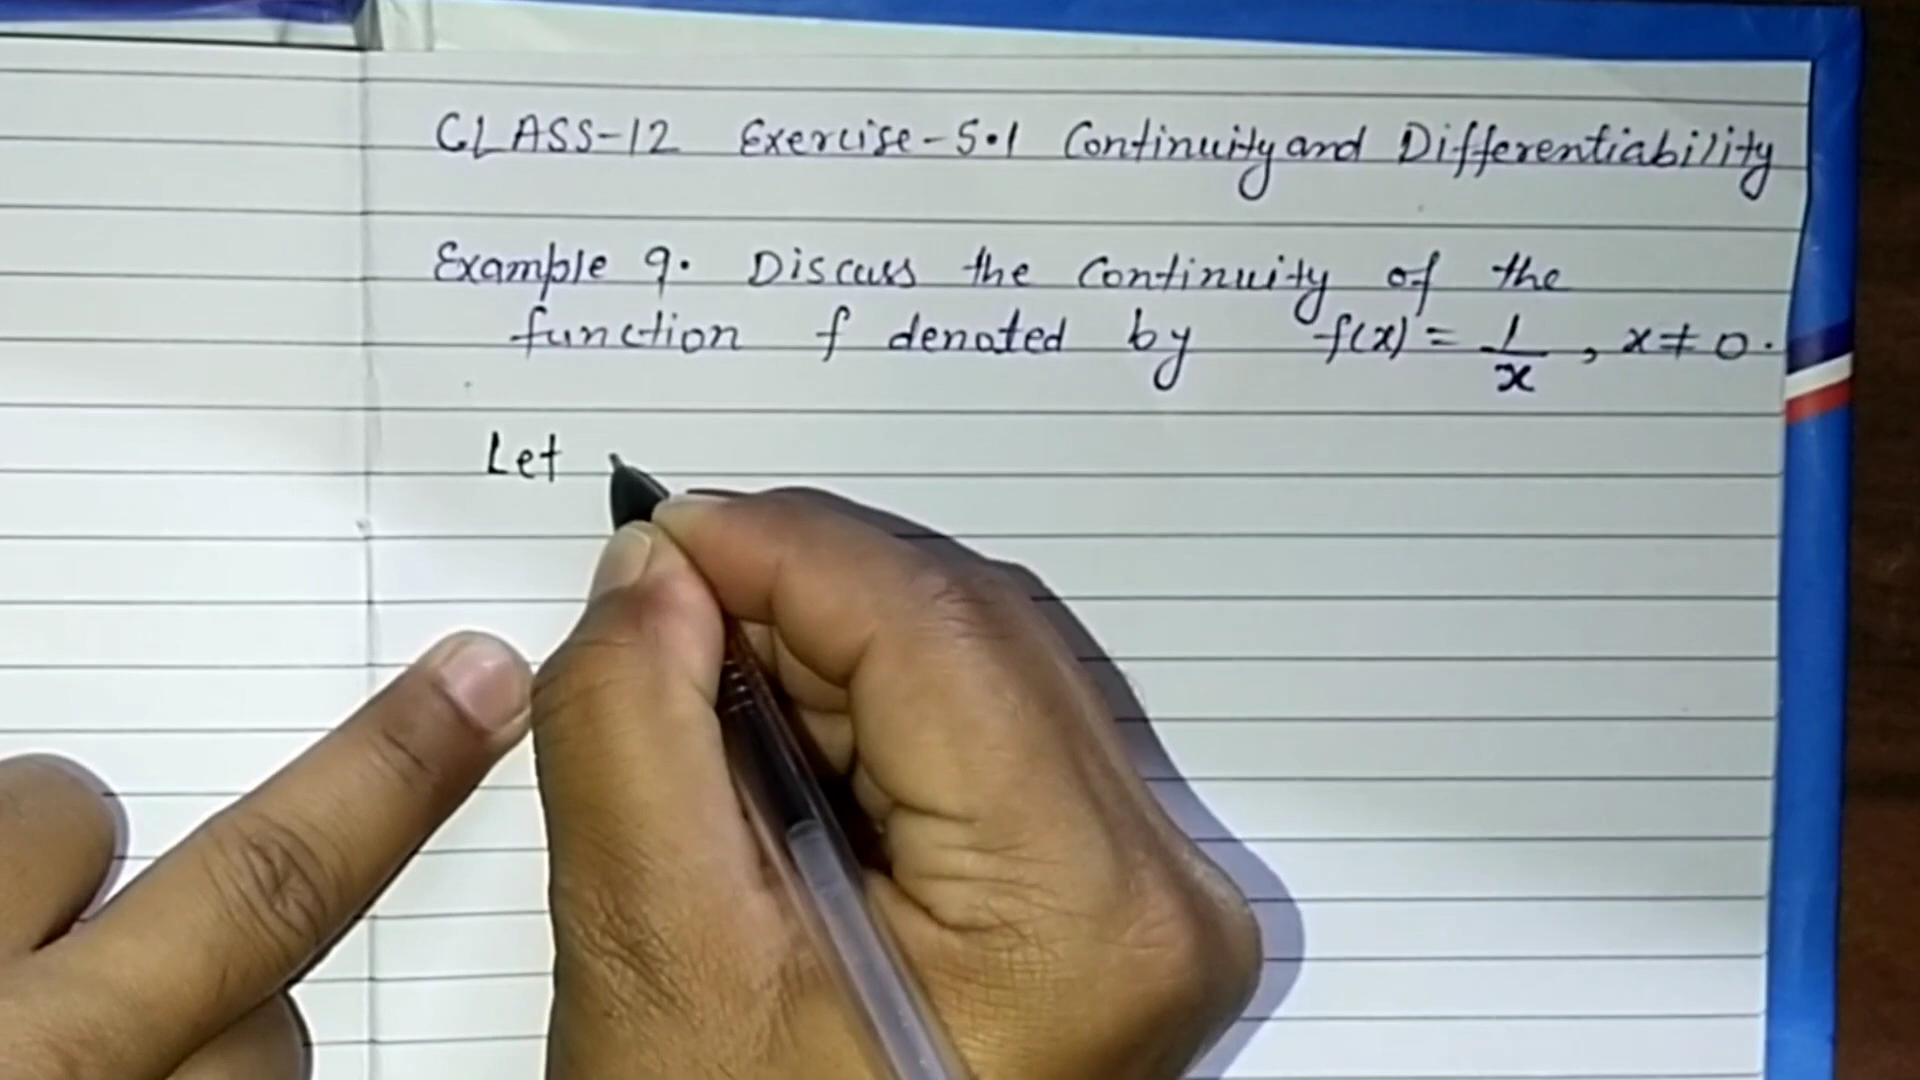 CLASS-12 Exercise-5.1 Continuity and Differentiability
Example 9. Discuss the Continuity of the
function f denoted by f(x) = 1/x, x ≠ 0.
Let